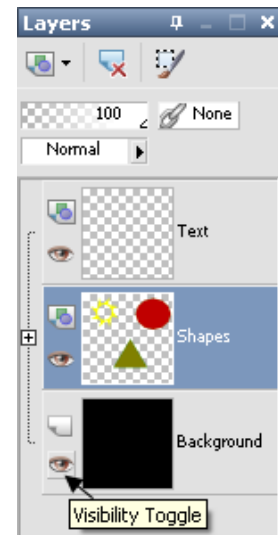 Layers
100
None
Normal
Text
Shapes
Background
Visibility Toggle